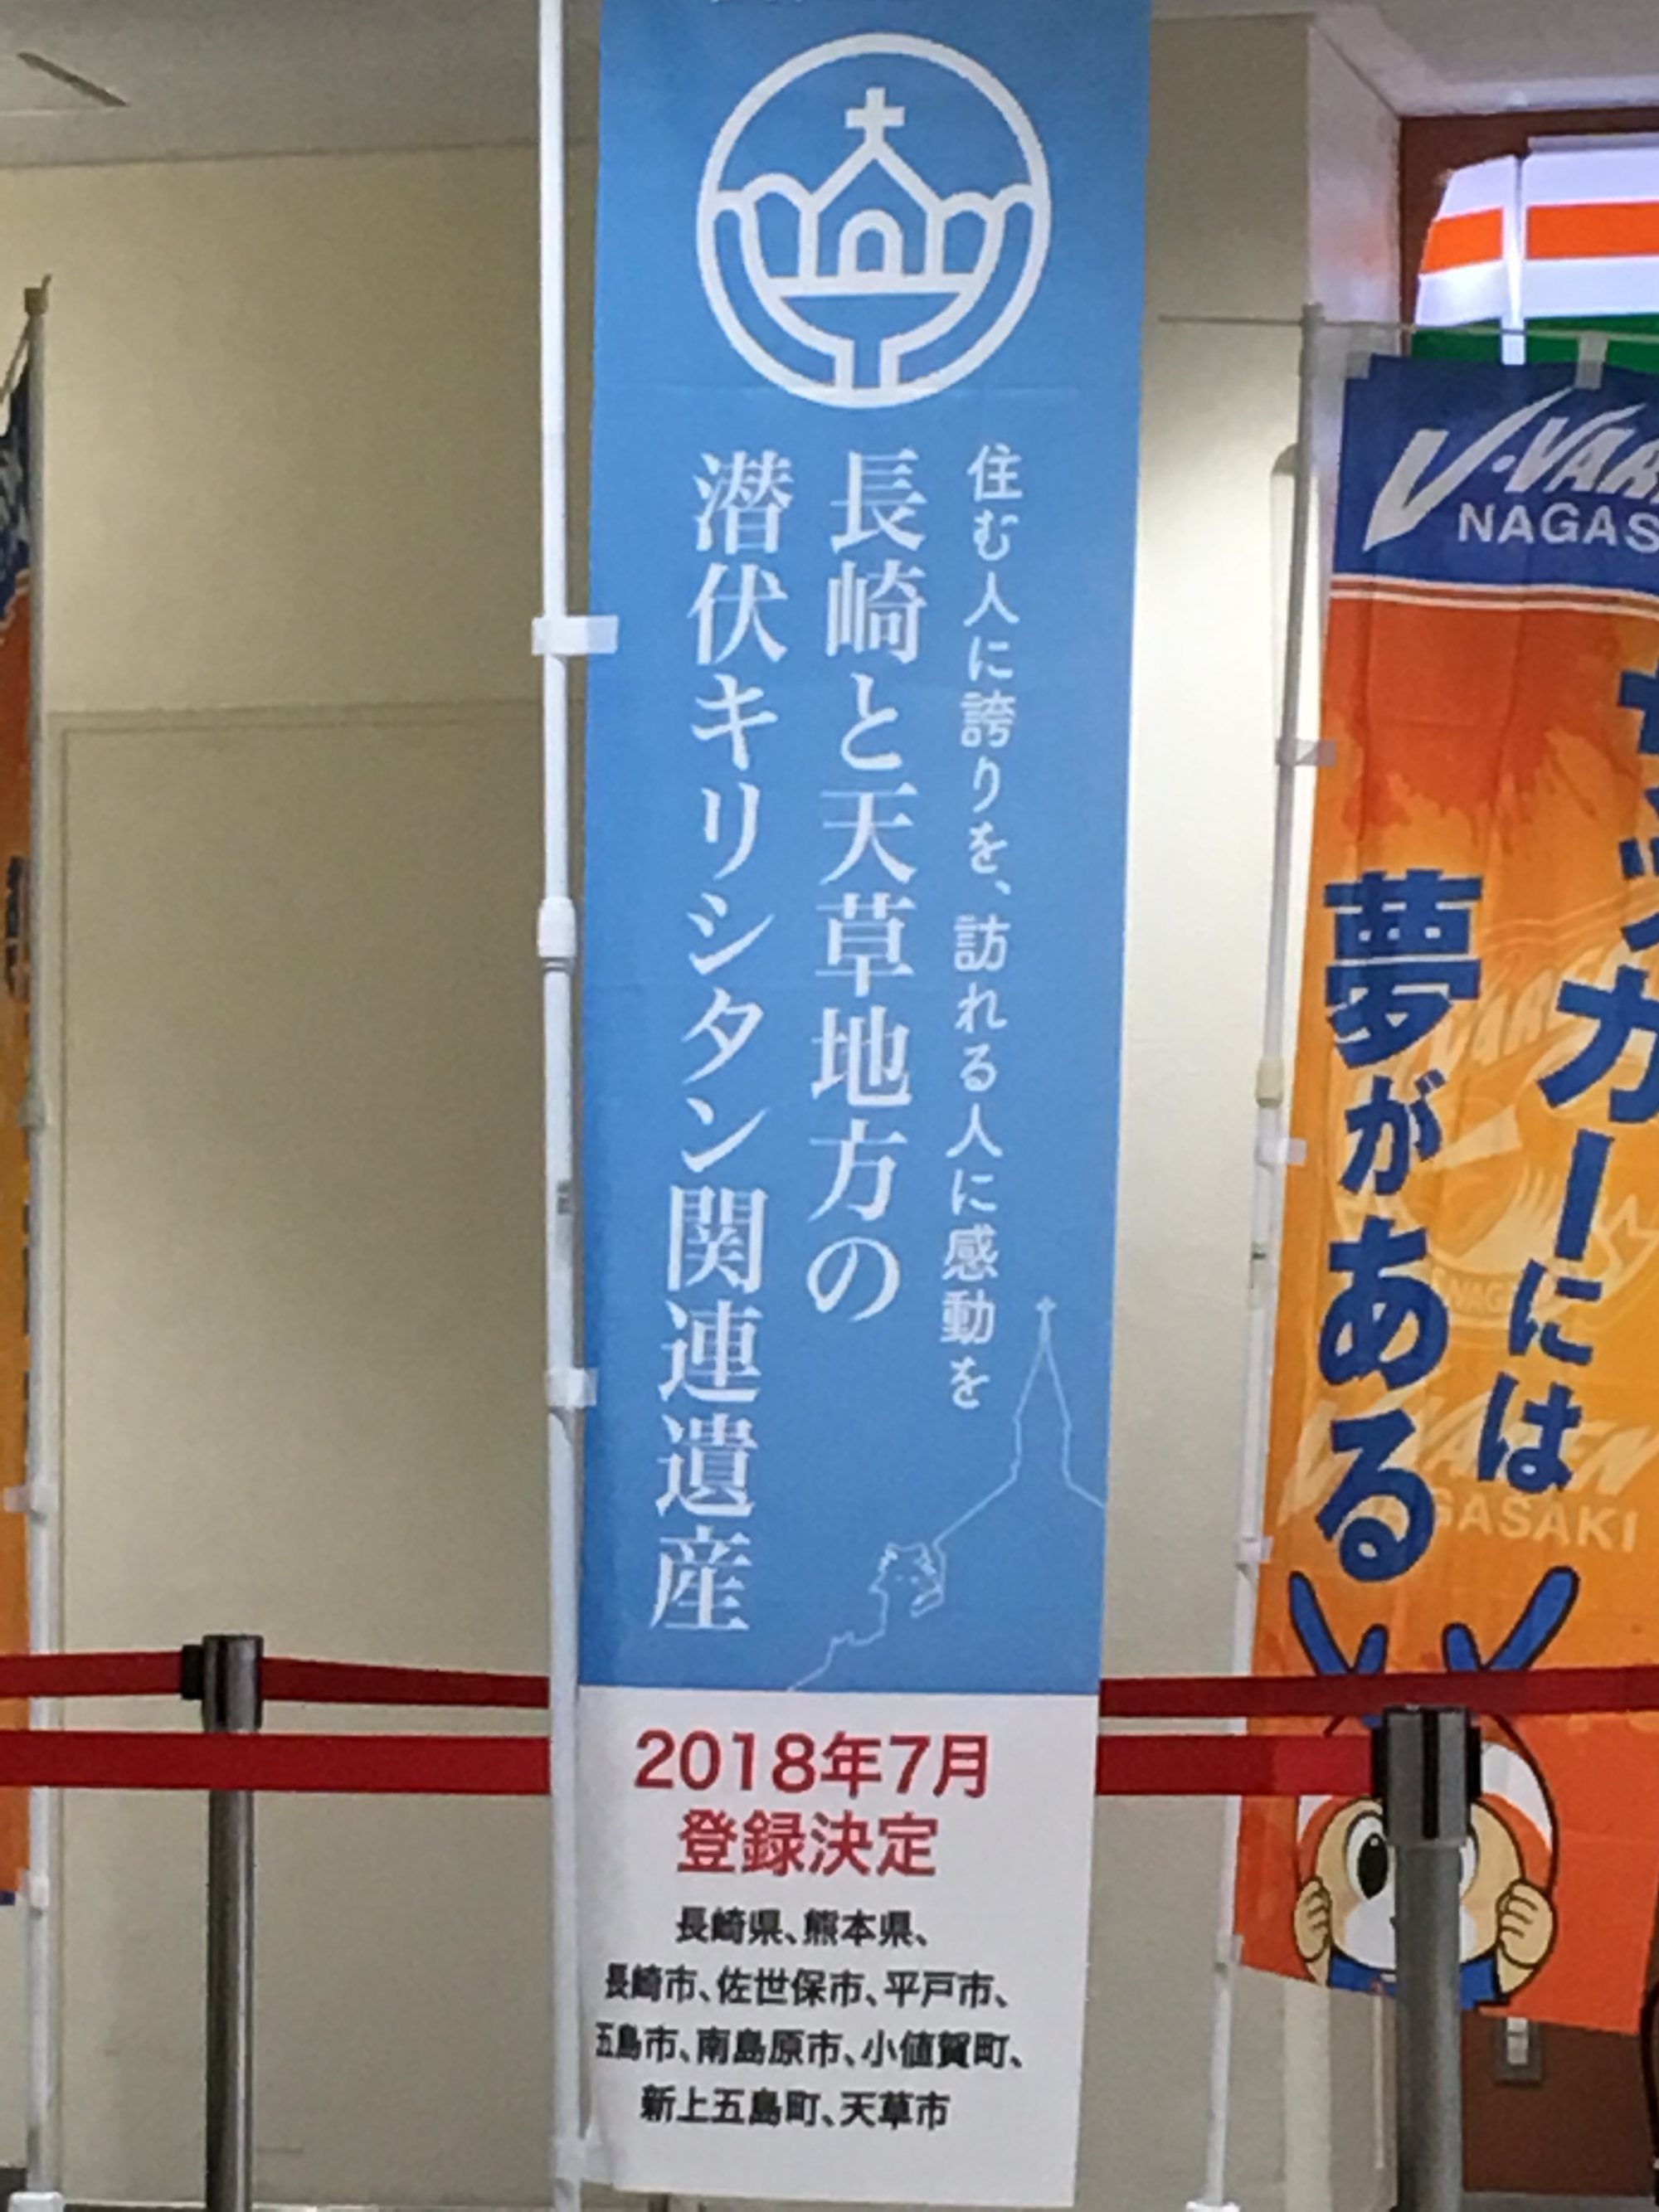 住む人に誇りを、訪れる人に感動を
長崎と天草地方の
潜伏キリシタン関連遺産
2018年7月
登録決定
長崎県、熊本県、
長崎市、佐世保市、平戸市、
五島市、南島原市、小値賀町、
新上五島町、天草市
V・VAR
NAGAS
サッカーには
夢がある